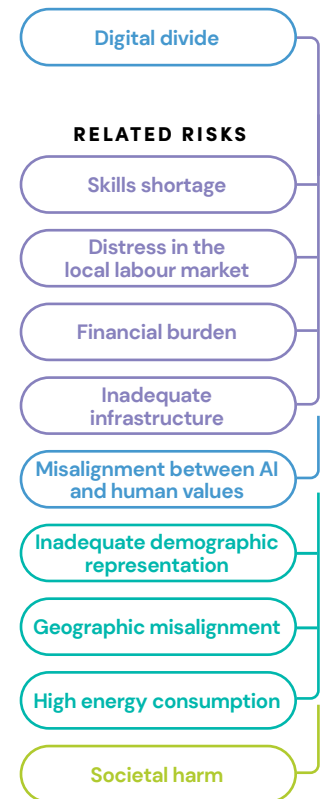 Digital divide
RELATED RISKS
Skills shortage
Distress in the
local labour market
Financial burden
Inadequate
infrastructure
Misalignment between AI
and human values
Inadequate demographic
representation
Geographic misalignment
High energy consumption
Societal harm